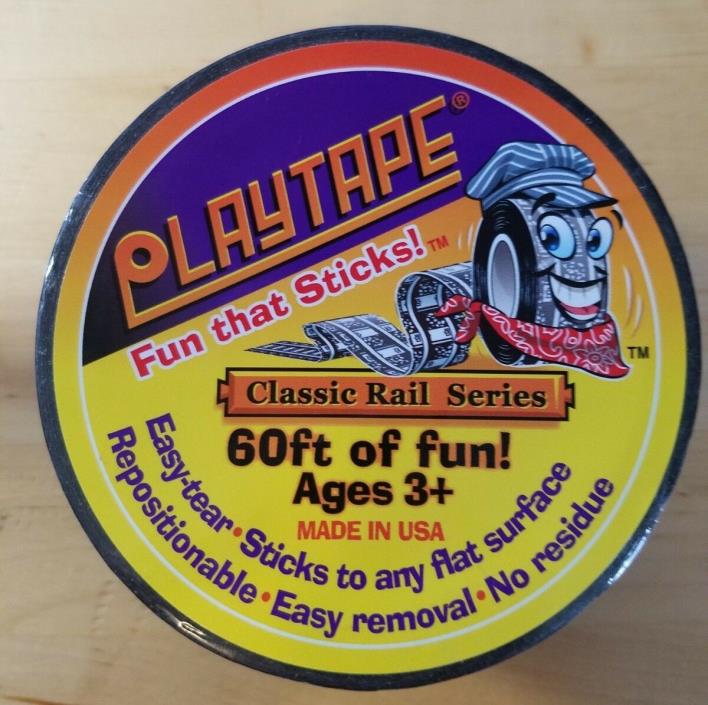 PLAYTAPE®
Fun that Sticks!™
TM
Classic Rail Series
60ft of fun!
Ages 3+
MADE IN USA
Easy-tear • Sticks to any flat surface
Repositionable • Easy removal • No residue